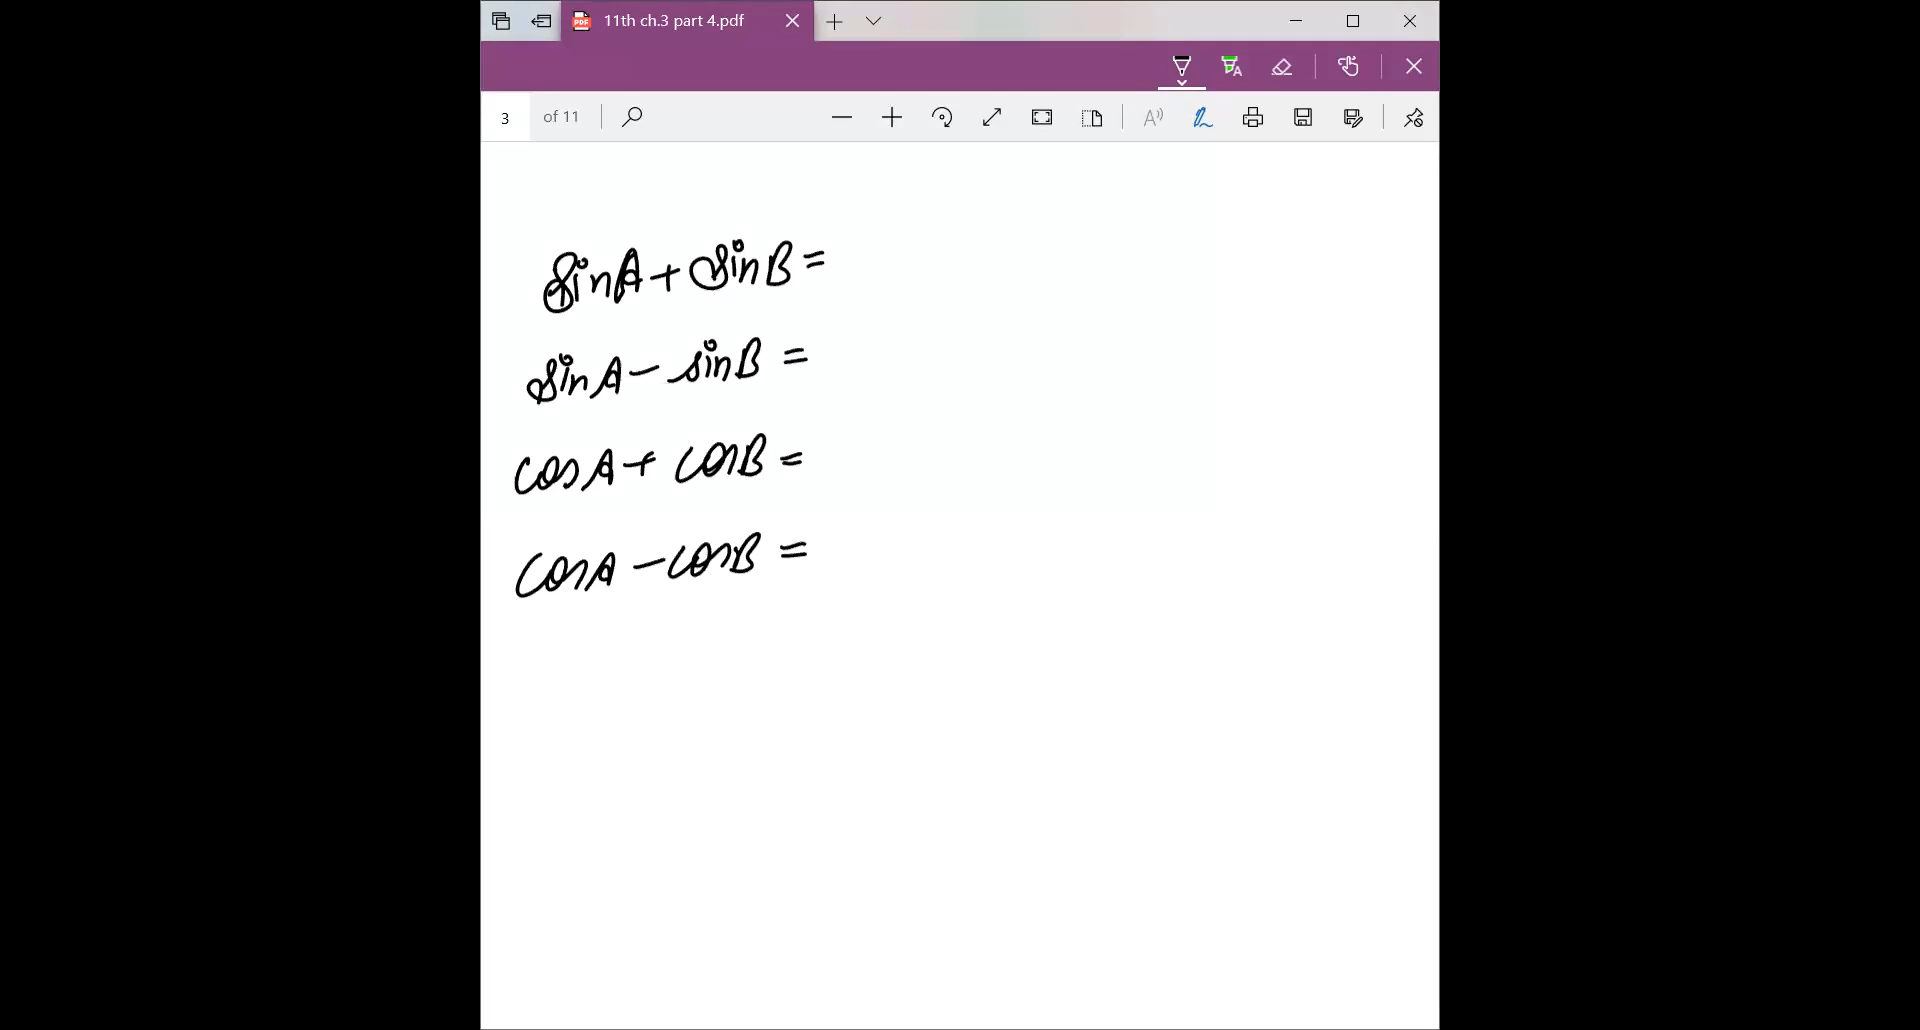 11th ch.3 part 4.pdf
3 of 11
sinA + sinB =
sinA - sinB =
cosA + cosB =
cosA - cosB =